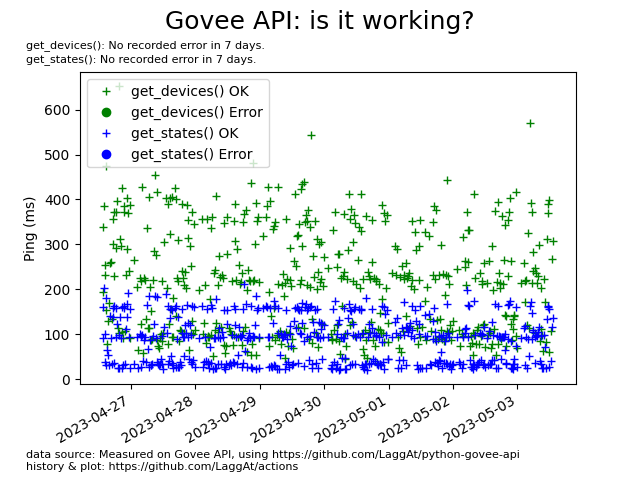 Govee API: is it working?
get_devices(): No recorded error in 7 days.
get_states(): No recorded error in 7 days.
get_devices() OK
get_devices() Error
get_states() OK
get_states() Error
Ping (ms)
600
500
400
300
200
100
0
2023-04-27
2023-04-28
2023-04-29
2023-04-30
2023-05-01
2023-05-02
2023-05-03
data source: Measured on Govee API, using https://github.com/LaggAt/python-govee-api
history & plot: https://github.com/LaggAt/actions